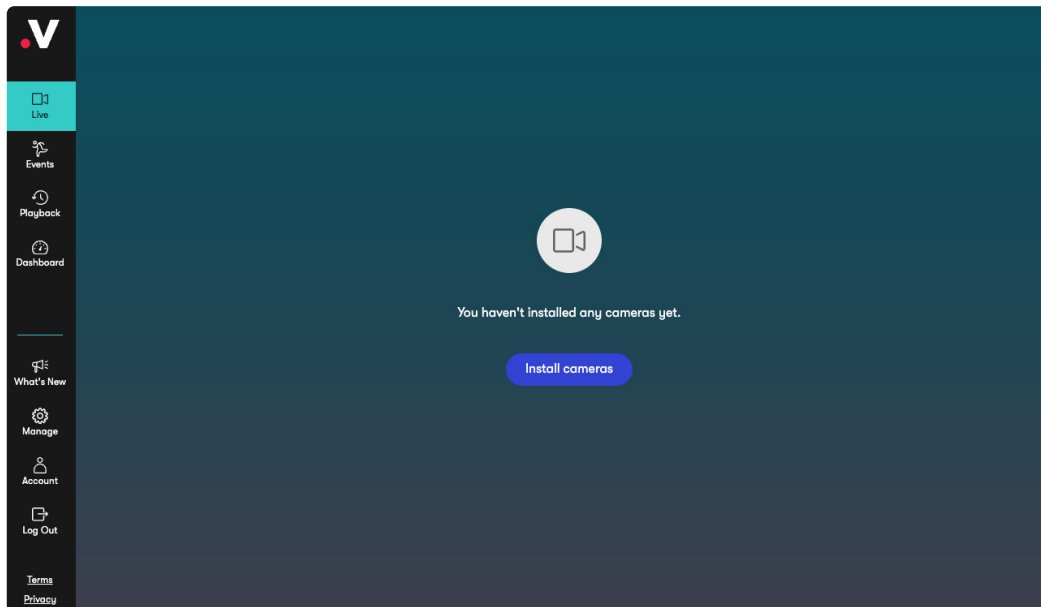 .V
Live
Events
Playback
Dashboard
What's New
Manage
Account
Log Out
Terms
Privacy
You haven't installed any cameras yet.
Install cameras